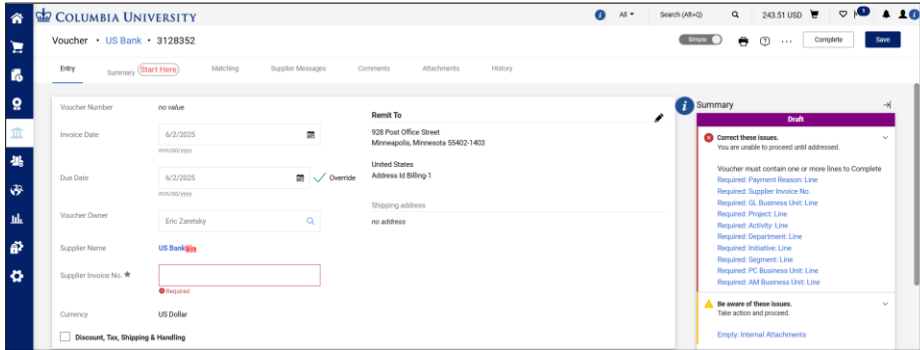 COLUMBIA UNIVERSITY
All
Search (Alt+Q)
243.51 USD
1
Voucher • US Bank • 3128352
Simple
Complete
Save
Entry
Summary
Start Here
Matching
Supplier Messages
Comments
Attachments
History
Voucher Number
no value
Invoice Date
6/2/2025
mm/dd/yyyy
Due Date
6/2/2025
Override
mm/dd/yyyy
Voucher Owner
Eric Zaretsky
Supplier Name
US Bank
Supplier Invoice No.
Required
Currency
US Dollar
Discount, Tax, Shipping & Handling
Remit To
928 Post Office Street
Minneapolis, Minnesota 55402-1403
United States
Address Id Billing-1
Shipping address
no address
Summary
Draft
Correct these issues.
You are unable to proceed until addressed.
Voucher must contain one or more lines to Complete
Required: Payment Reason: Line
Required: Supplier Invoice No.
Required: GL Business Unit: Line
Required: Project: Line
Required: Activity: Line
Required: Department: Line
Required: Initiative: Line
Required: Segment: Line
Required: PC Business Unit: Line
Required: AM Business Unit: Line
Be aware of these issues.
Take action and proceed.
Empty: Internal Attachments